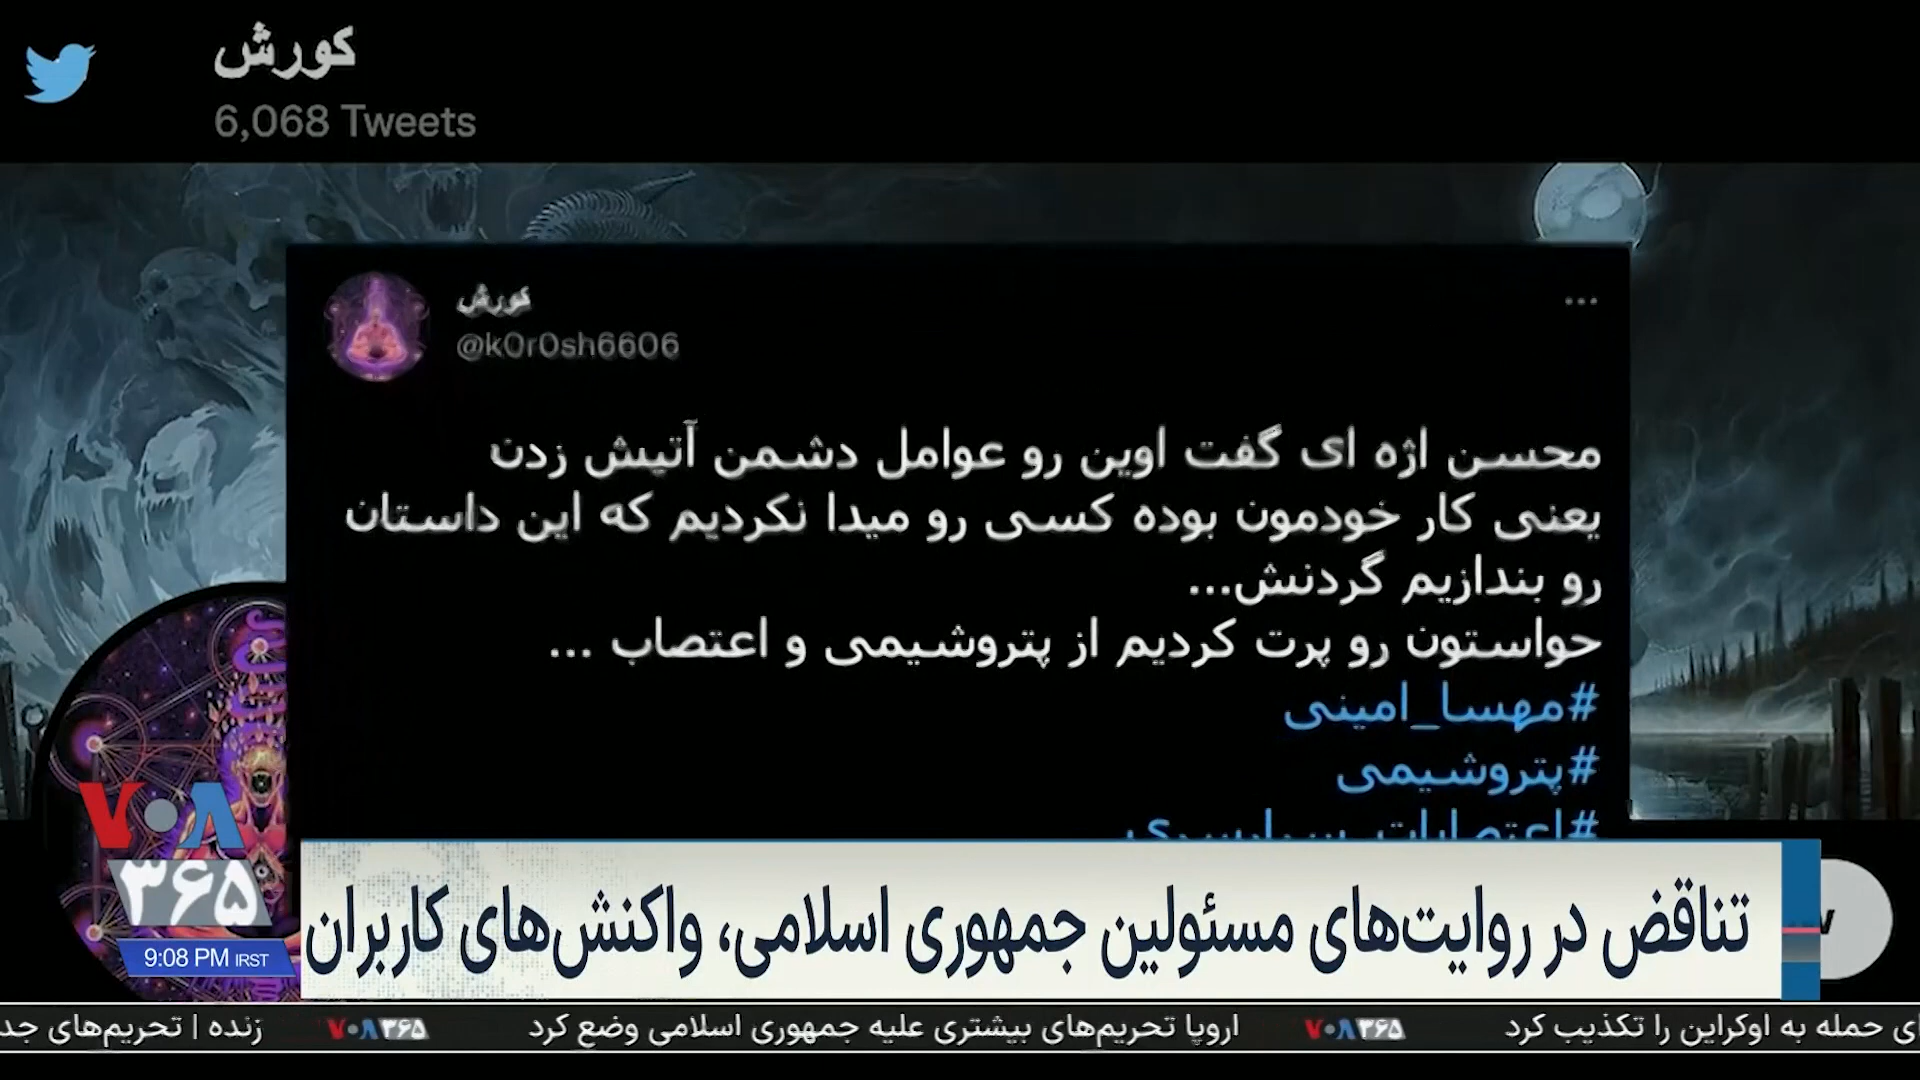 کورش
6,068 Tweets
کورش
@k0r0sh6606
محسن اژه ای گفت اوین رو عوامل دشمن آتیش زدن
یعنی کار خودمون بوده کسی رو میدا نکردیم که این داستان
رو بندازیم گردنش...
حواستون رو پرت کردیم از پتروشیمی و اعتصاب ...
#مهسا_امینی
#پتروشیمی
#اعتصابات_سراسری
VOA
۳۶۵
9:08 PM IRST
تناقض در روایت‌های مسئولین جمهوری اسلامی، واکنش‌های کاربران
ای حمله به اوکراین را تکذیب کرد VOA۳۶۵ اروپا تحریم‌های بیشتری علیه جمهوری اسلامی وضع کرد VOA۳۶۵ زنده | تحریم‌های جد